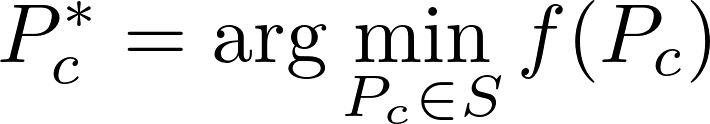 $P_c^* = \arg\min_{P_c \in S} f(P_c)$